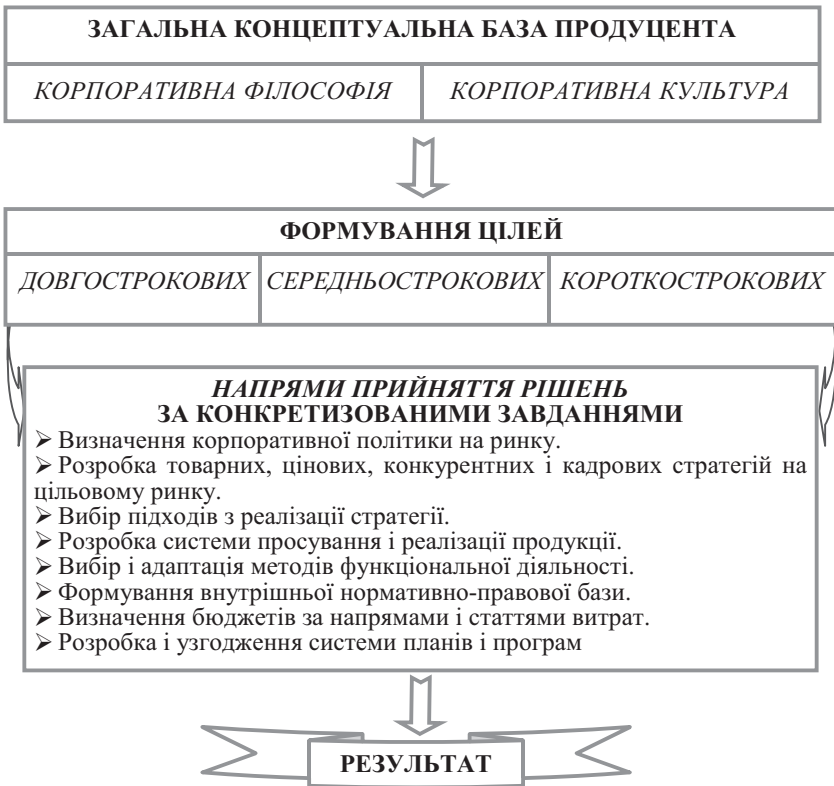 ЗАГАЛЬНА КОНЦЕПТУАЛЬНА БАЗА ПРОДУЦЕНТА
КОРПОРАТИВНА ФІЛОСОФІЯ КОРПОРАТИВНА КУЛЬТУРА
ФОРМУВАННЯ ЦІЛЕЙ
ДОВГОСТРОКОВИХ СЕРЕДНЬОСТРОКОВИХ КОРОТКОСТРОКОВИХ
НАПРЯМИ ПРИЙНЯТТЯ РІШЕНЬ
ЗА КОНКРЕТИЗОВАНИМИ ЗАВДАННЯМИ
➢ Визначення корпоративної політики на ринку.
➢ Розробка товарних, цінових, конкурентних і кадрових стратегій на
цільовому ринку.
➢ Вибір підходів з реалізації стратегії.
➢ Розробка системи просування і реалізації продукції.
➢ Вибір і адаптація методів функціональної діяльності.
➢ Формування внутрішньої нормативно-правової бази.
➢ Визначення бюджетів за напрямами і статтями витрат.
➢ Розробка і узгодження системи планів і програм
РЕЗУЛЬТАТ